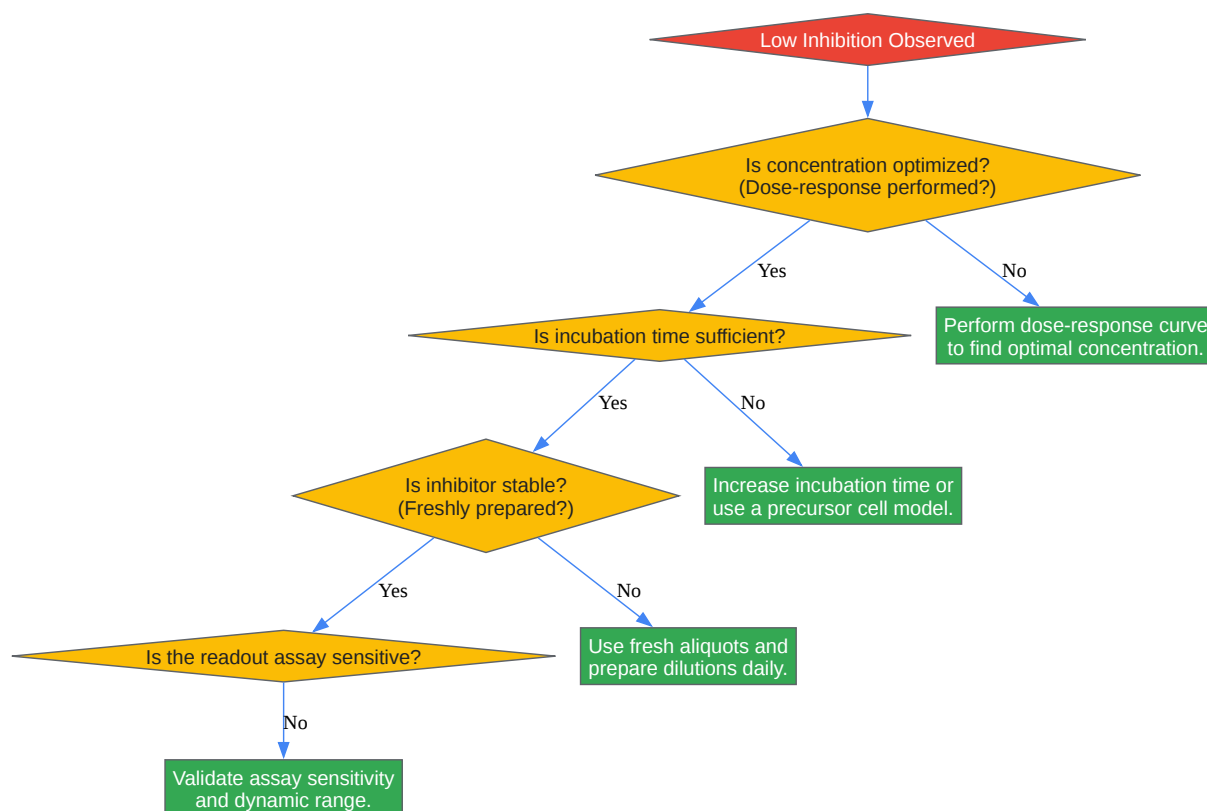 Low Inhibition Observed
Is concentration optimized?
(Dose-response performed?)
Yes
No
Is incubation time sufficient?
Perform dose-response curve
to find optimal concentration.
Yes
No
Is inhibitor stable?
(Freshly prepared?)
Increase incubation time or
use a precursor cell model.
Yes
No
Is the readout assay sensitive?
Use fresh aliquots and
prepare dilutions daily.
No
Validate assay sensitivity
and dynamic range.